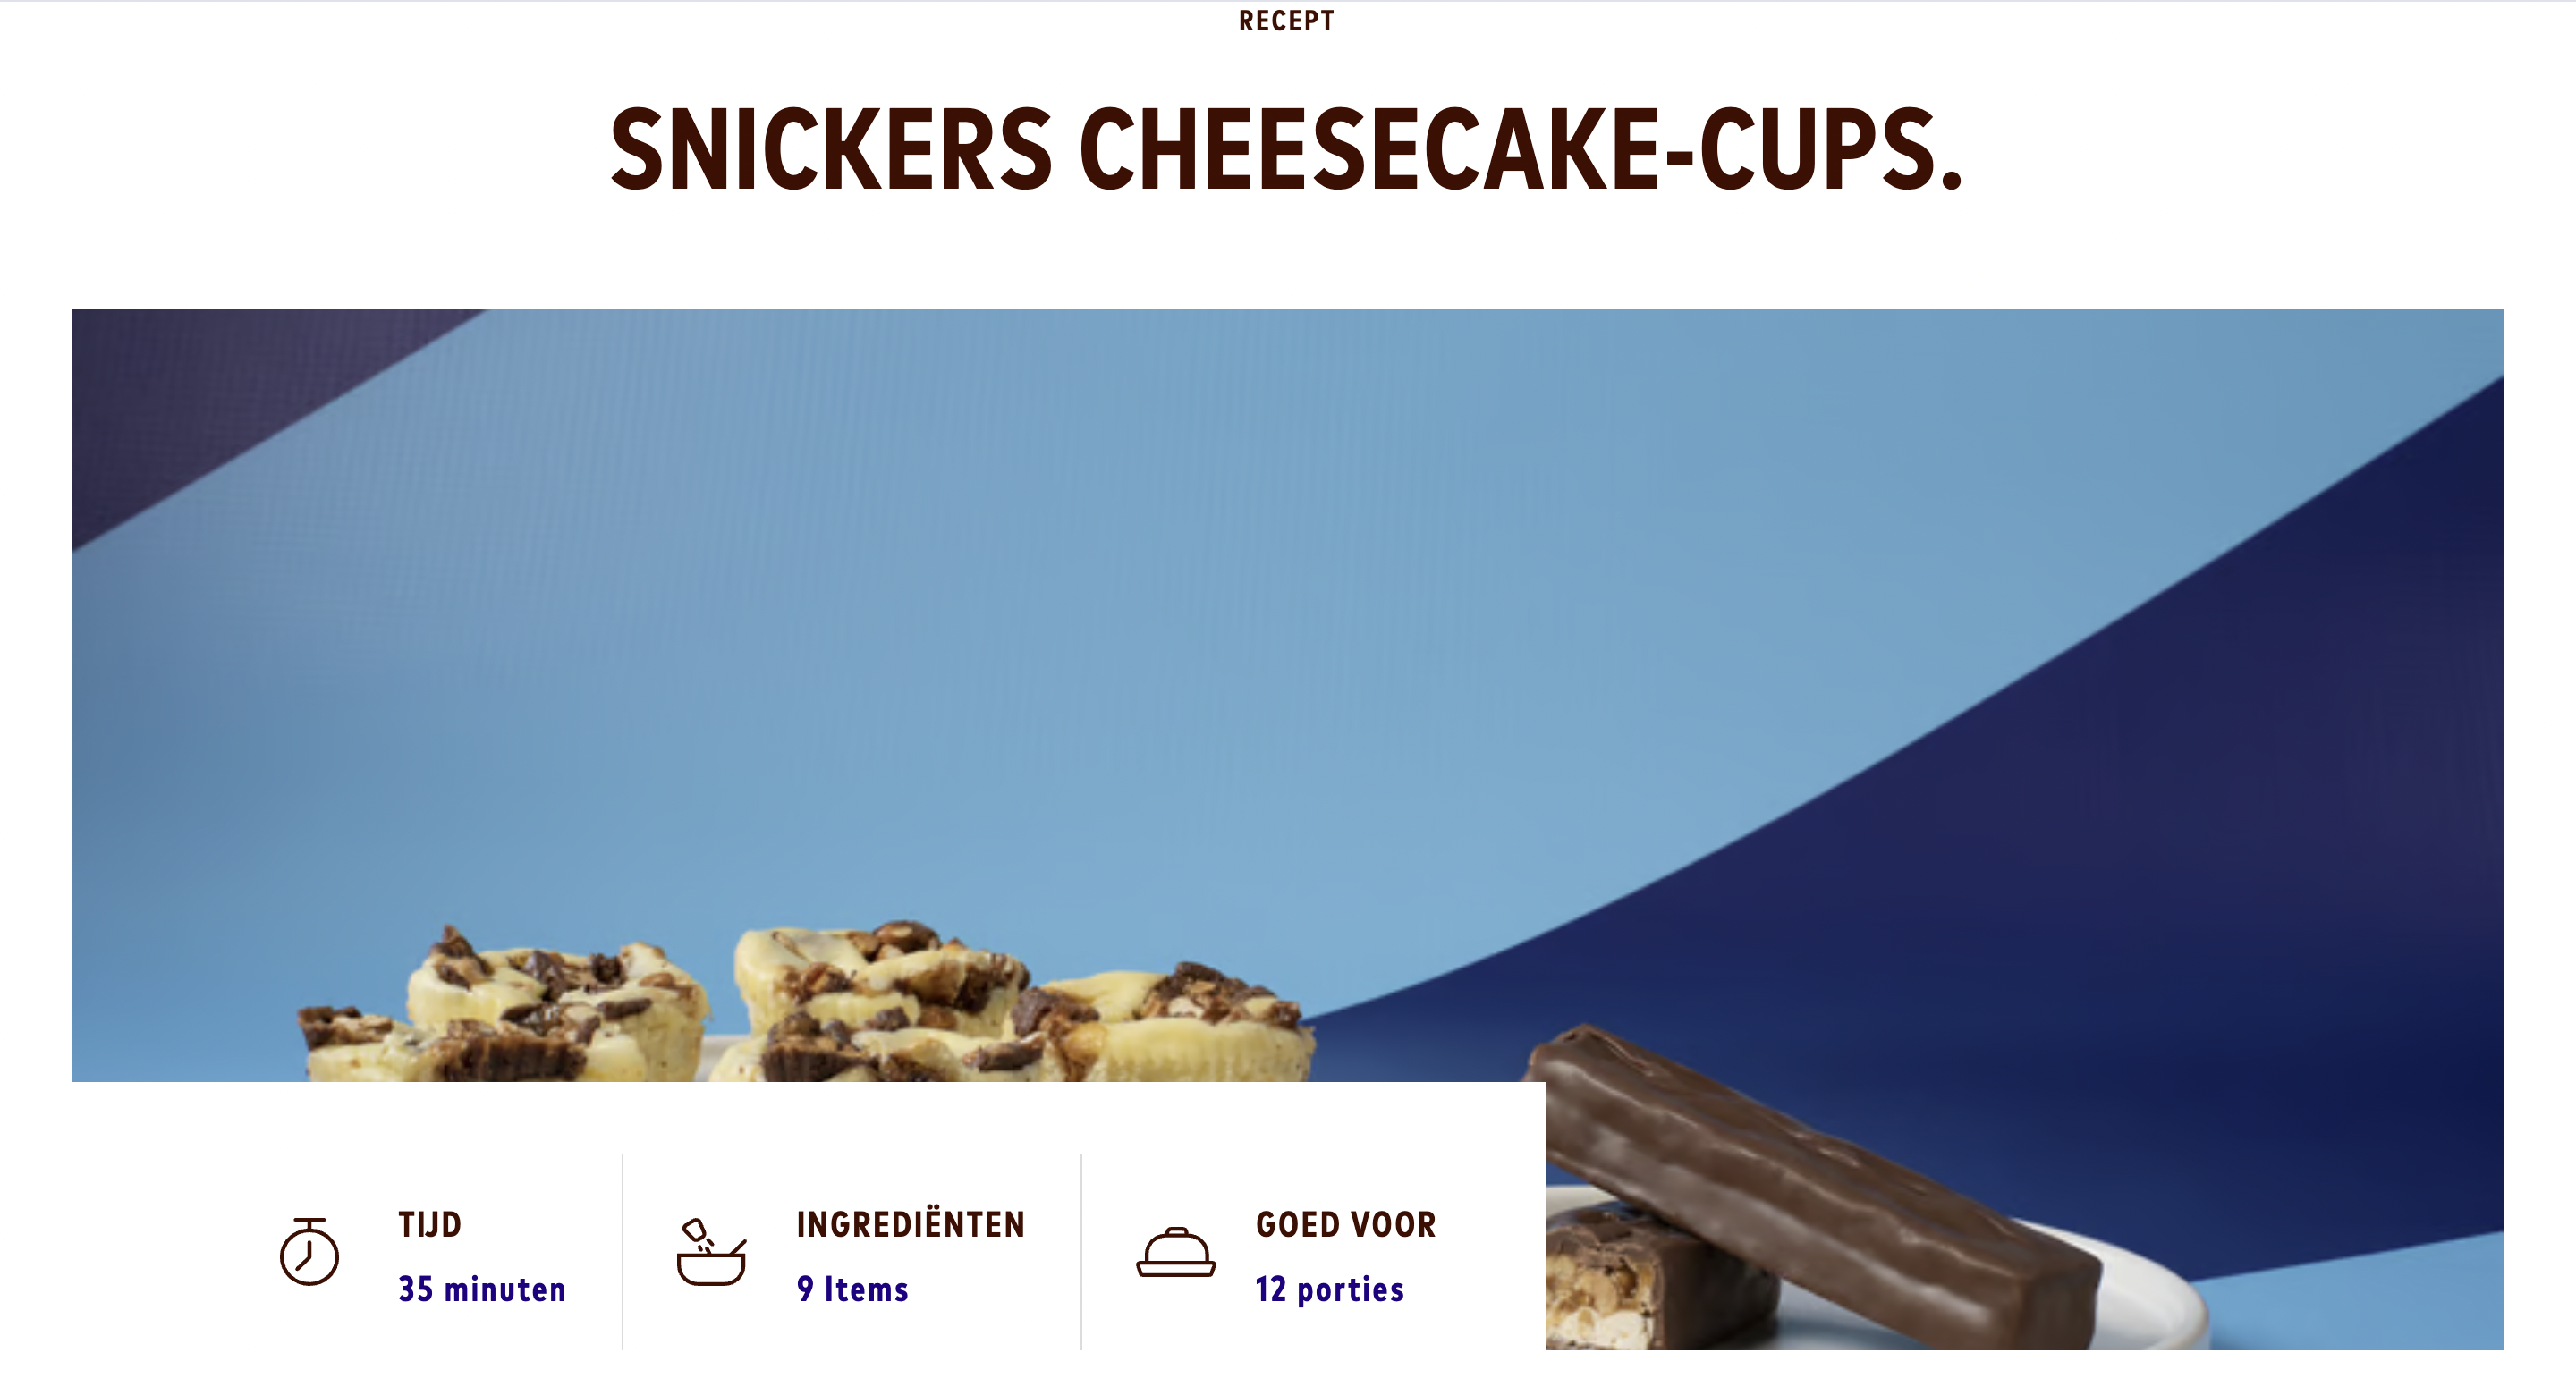 RECEPT
SNICKERS CHEESECAKE-CUPS.
TIJD
35 minuten
INGREDIËNTEN
9 Items
GOED VOOR
12 porties